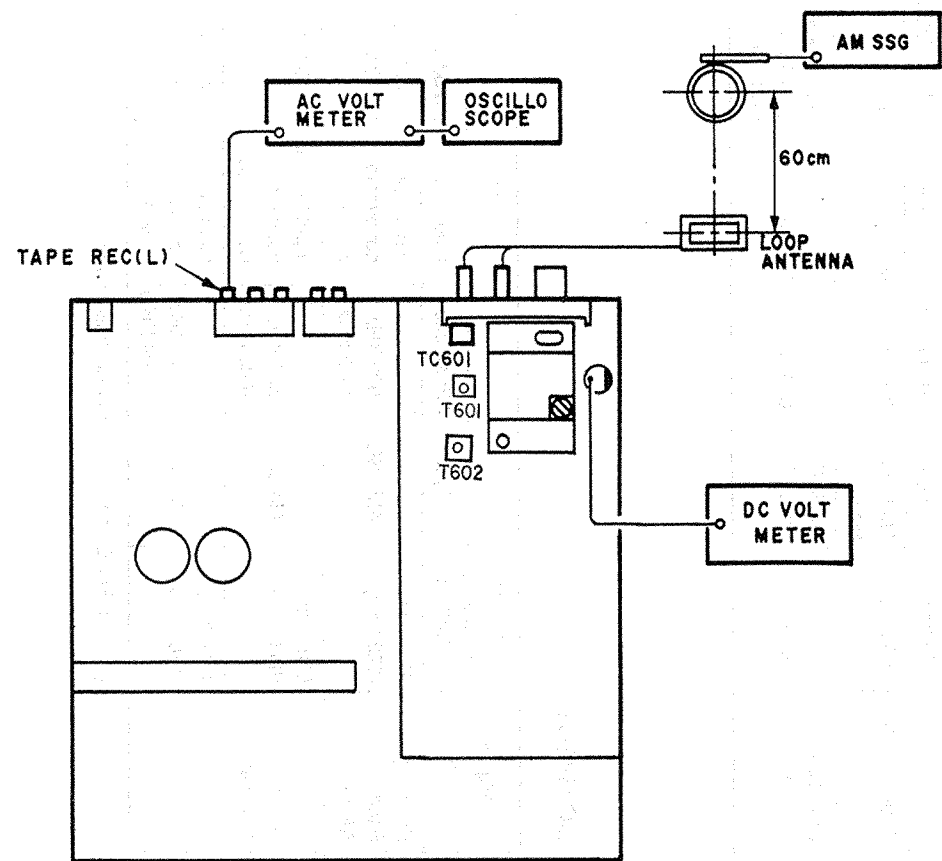 AM SSG
AC VOLT
METER
OSCILLO
SCOPE
60cm
LOOP
ANTENNA
TAPE REC(L)
TC601
T601
T602
DC VOLT
METER